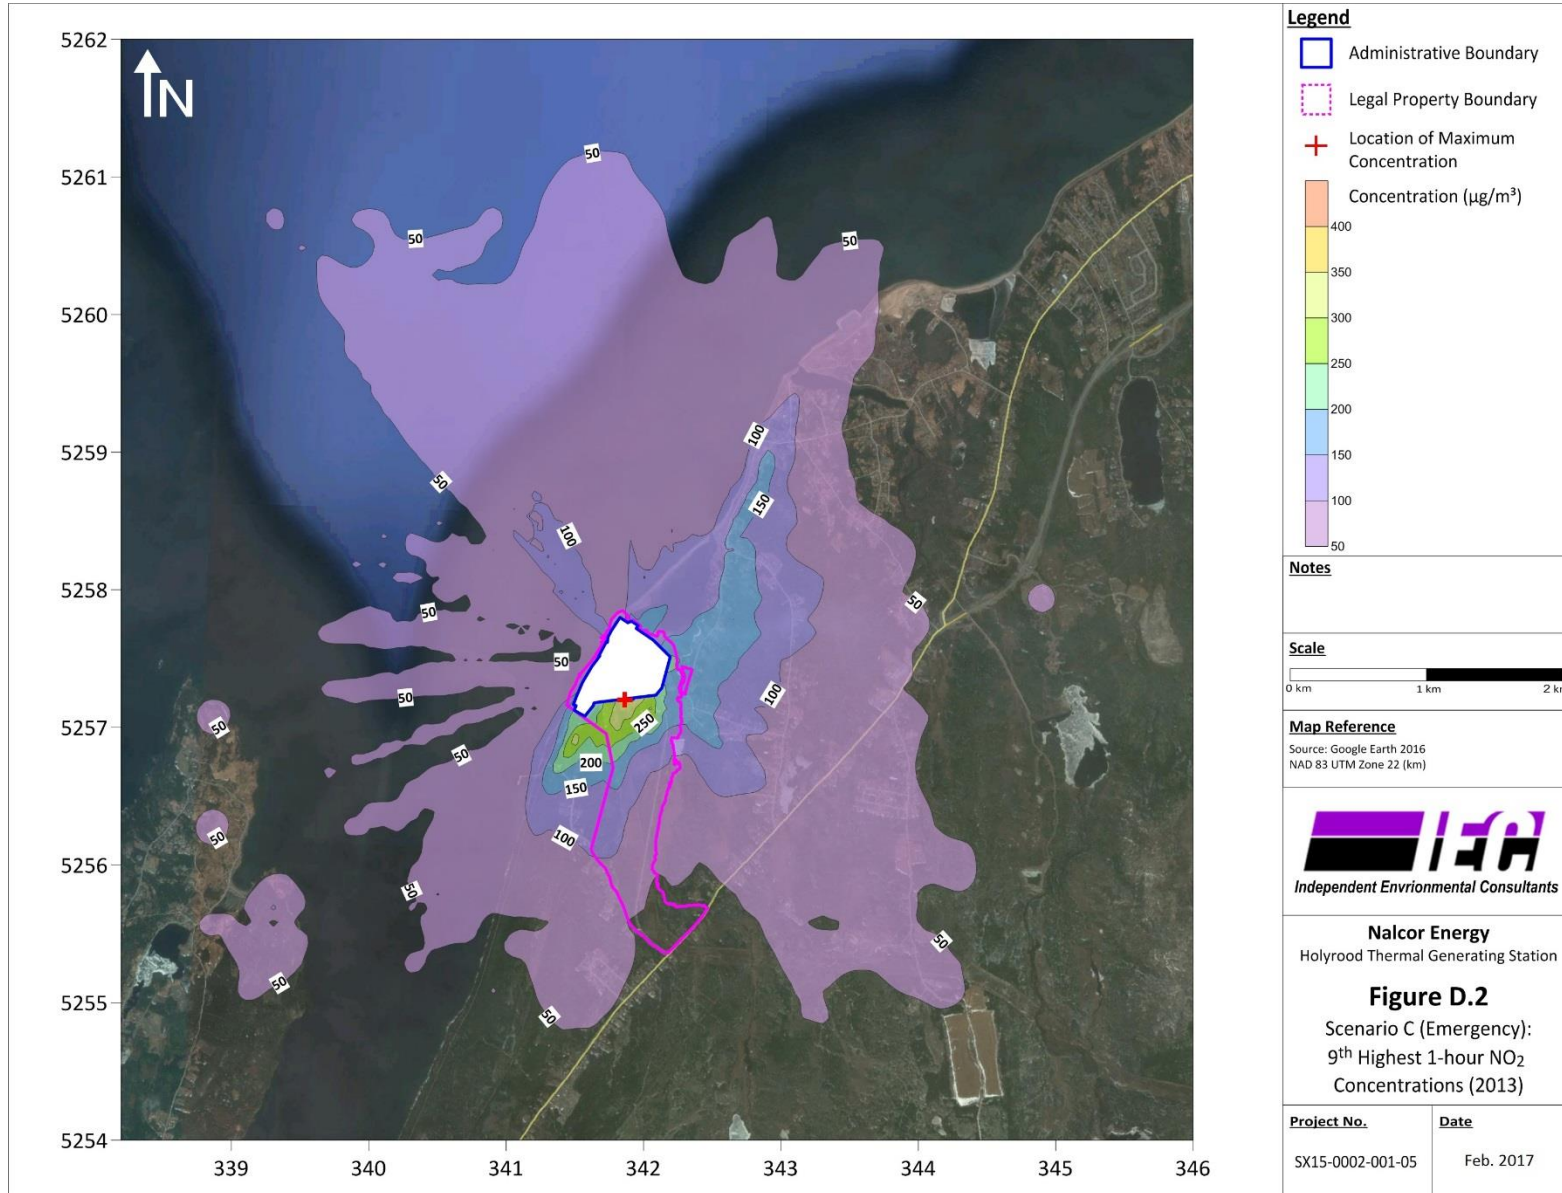 5262
5261
5260
5259
5258
5257
5256
5255
5254
339
340
341
342
343
344
345
346
N
50
50
50
50
100
150
100
50
50
50
50
50
100
50
250
200
150
100
50
50
50
50
50
50
Legend
Administrative Boundary
Legal Property Boundary
Location of Maximum
Concentration
Concentration (µg/m³)
400
350
300
250
200
150
100
50
Notes
Scale
0 km
1 km
2 km
Map Reference
Source: Google Earth 2016
NAD 83 UTM Zone 22 (km)
IEC
Independent Envrionmental Consultants
Nalcor Energy
Holyrood Thermal Generating Station
Figure D.2
Scenario C (Emergency):
9th Highest 1-hour NO2
Concentrations (2013)
Project No.
SX15-0002-001-05
Date
Feb. 2017